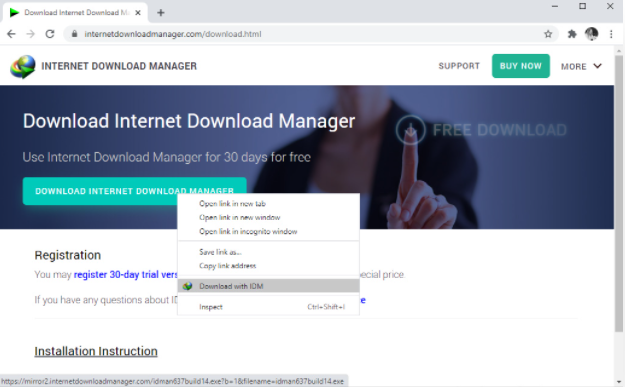 Download Internet Download Ma
internetdownloadmanager.com/download.html
INTERNET DOWNLOAD MANAGER
SUPPORT
BUY NOW
MORE
Download Internet Download Manager
FREE DOWNLOAD
Use Internet Download Manager for 30 days for free
DOWNLOAD INTERNET DOWNLOAD MANAGER
Open link in new tab
Open link in new window
Open link in incognito window
Save link as...
Copy link address
Download with IDM
Inspect Ctrl+Shift+I
Registration
You may register 30-day trial vers ecial price.
If you have any questions about ID e
Installation Instruction
https://mirror2.internetdownloadmanager.com/idman637build14.exe?b=1&filename=idman637build14.exe